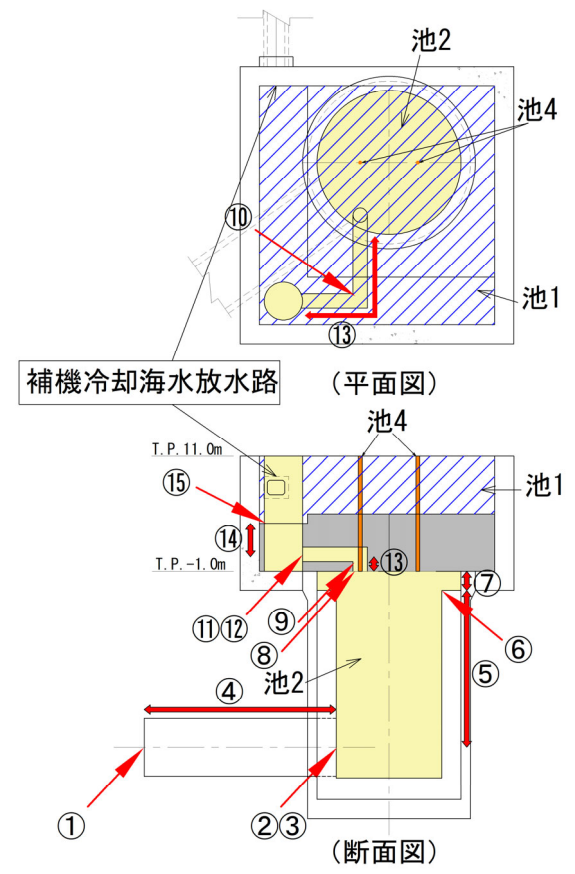 池2
池4
⑩
池1
⑬
補機冷却海水放水路
(平面図)
池4
T.P.11.0m
池1
⑮
⑭
T.P.-1.0m
⑬
⑦
⑨
⑪⑫
⑧
⑥
⑤
池2
④
①
②③
(断面図)